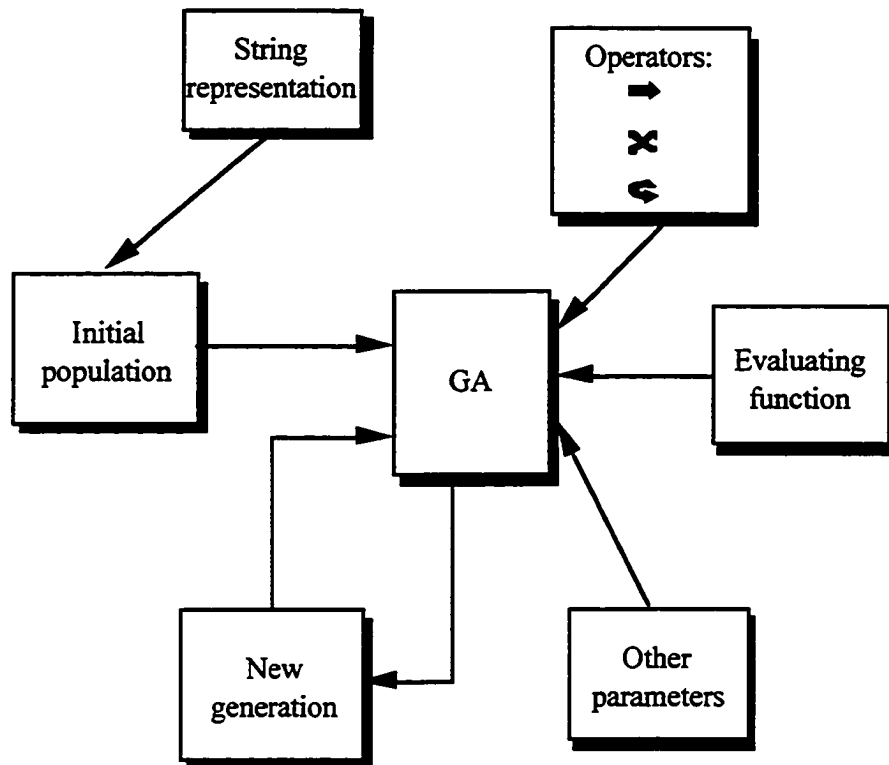 String
representation
Operators:
Initial
population
GA
Evaluating
function
New
generation
Other
parameters